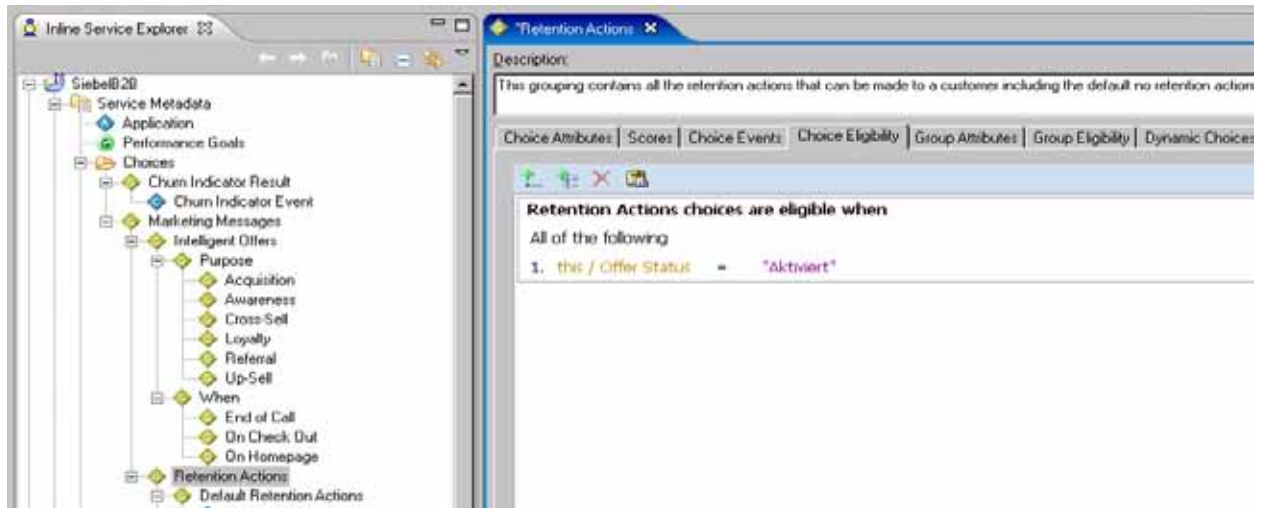 Inline Service Explorer
SiebelB2B
Service Metadata
Application
Performance Goals
Choices
Churn Indicator Result
Churn Indicator Event
Marketing Messages
Intelligent Offers
Purpose
Acquisition
Awareness
Cross-Sell
Loyalty
Referral
Up-Sell
When
End of Call
On Check Out
On Homepage
Retention Actions
Default Retention Actions
*Retention Actions
Description:
This grouping contains all the retention actions that can be made to a customer including the default no retention action
Choice Attributes Scores Choice Events Choice Eligibility Group Attributes Group Eligibility Dynamic Choices
Retention Actions choices are eligible when
All of the following
1. this / Offer Status = "Aktiviert"